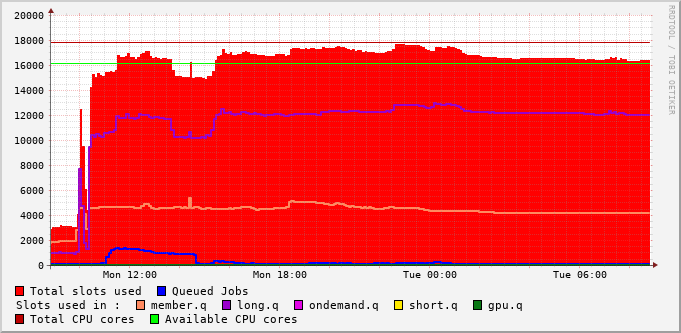 20000
18000
16000
14000
12000
10000
8000
6000
4000
2000
0
Mon 12:00 Mon 18:00 Tue 00:00 Tue 06:00
RRDTOOL / TOBI OETIKER
Total slots used Queued Jobs
Slots used in : member.q long.q ondemand.q short.q gpu.q
Total CPU cores Available CPU cores